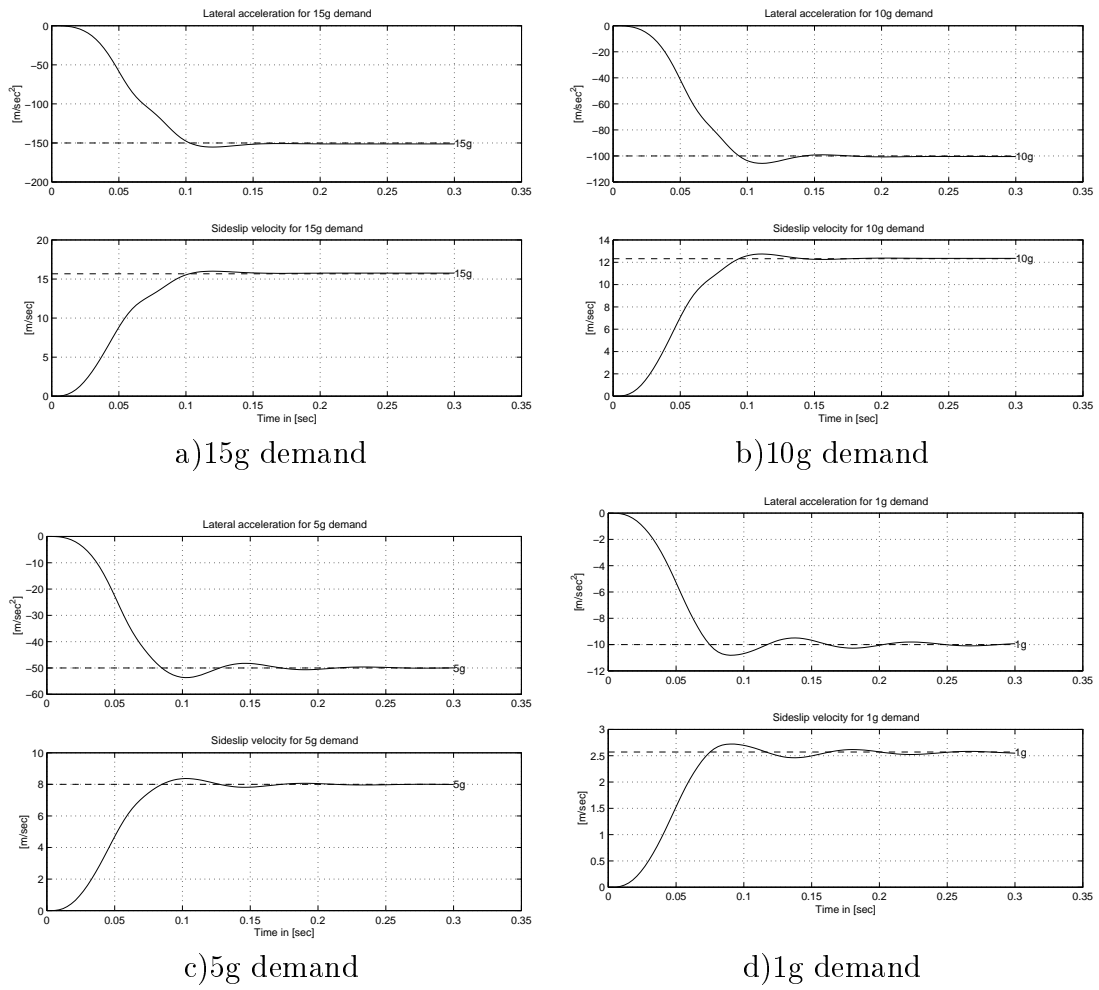 Lateral acceleration for 15g demand
0
−50
−100
−150
−200
[m/sec²]
15g
0 0.05 0.1 0.15 0.2 0.25 0.3 0.35
Sideslip velocity for 15g demand
20
15
10
5
0
[m/sec]
15g
0 0.05 0.1 0.15 0.2 0.25 0.3 0.35
Time in [sec]
a)15g demand
Lateral acceleration for 10g demand
0
−20
−40
−60
−80
−100
−120
[m/sec²]
10g
0 0.05 0.1 0.15 0.2 0.25 0.3 0.35
Sideslip velocity for 10g demand
14
12
10
8
6
4
2
0
[m/sec]
10g
0 0.05 0.1 0.15 0.2 0.25 0.3 0.35
Time in [sec]
b)10g demand
Lateral acceleration for 5g demand
0
−10
−20
−30
−40
−50
−60
[m/sec²]
5g
0 0.05 0.1 0.15 0.2 0.25 0.3 0.35
Sideslip velocity for 5g demand
10
8
6
4
2
0
[m/sec]
5g
0 0.05 0.1 0.15 0.2 0.25 0.3 0.35
Time in [sec]
c)5g demand
Lateral acceleration for 1g demand
0
−2
−4
−6
−8
−10
−12
[m/sec²]
1g
0 0.05 0.1 0.15 0.2 0.25 0.3 0.35
Sideslip velocity for 1g demand
3
2.5
2
1.5
1
0.5
0
[m/sec]
1g
0 0.05 0.1 0.15 0.2 0.25 0.3 0.35
Time in [sec]
d)1g demand